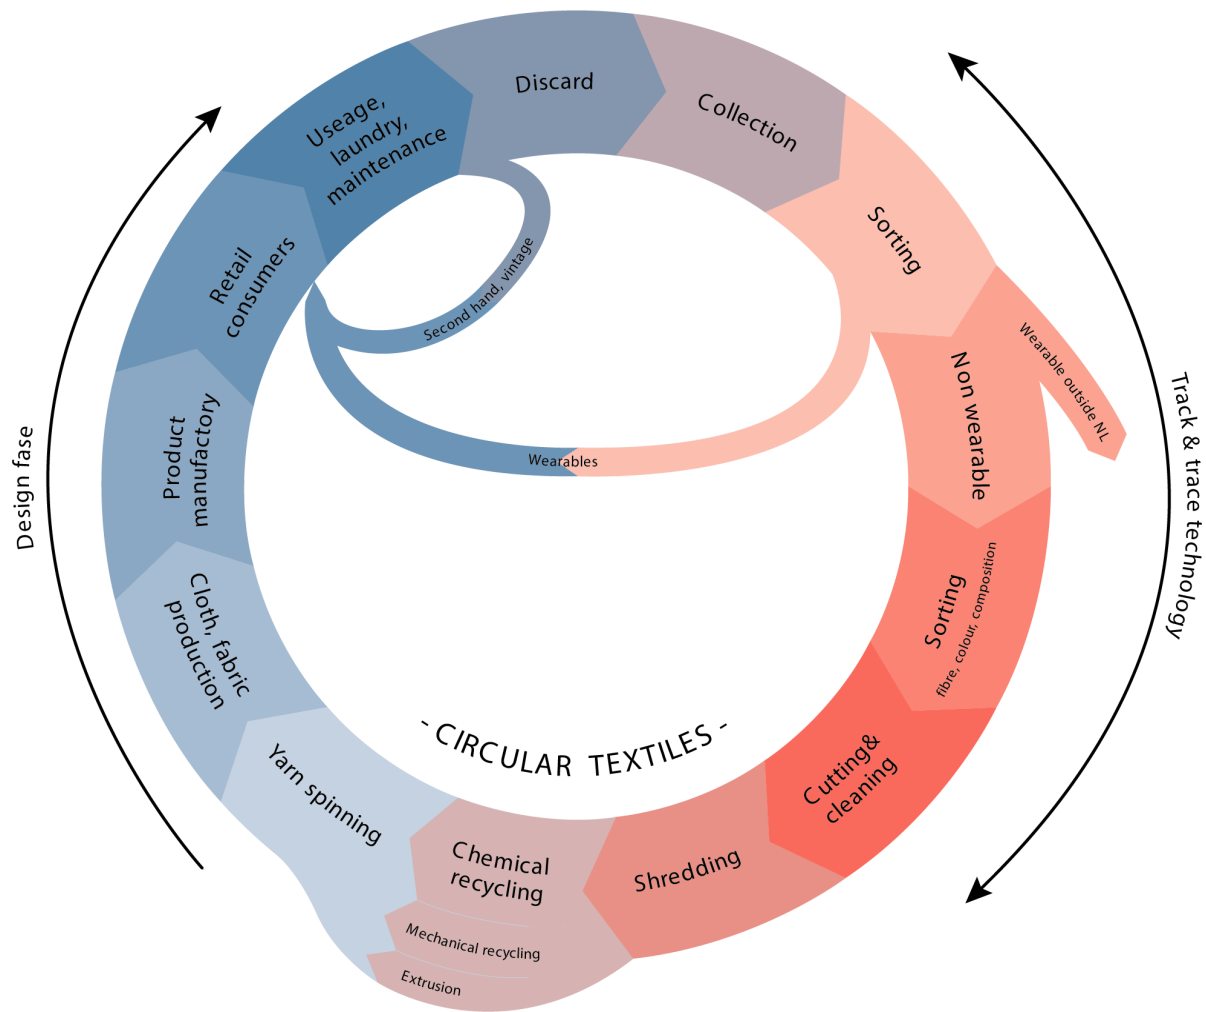 Discard
Collection
Sorting
Wearable outside NL
Non wearable
Sorting
fibre, colour, composition
Cutting&
cleaning
Shredding
Chemical
recycling
Mechanical recycling
Extrusion
Yarn spinning
Cloth, fabric
production
Product
manufactory
Retail
consumers
Useage,
laundry,
maintenance
Second hand, vintage
Wearables
- CIRCULAR TEXTILES -
Design fase
Track & trace technology